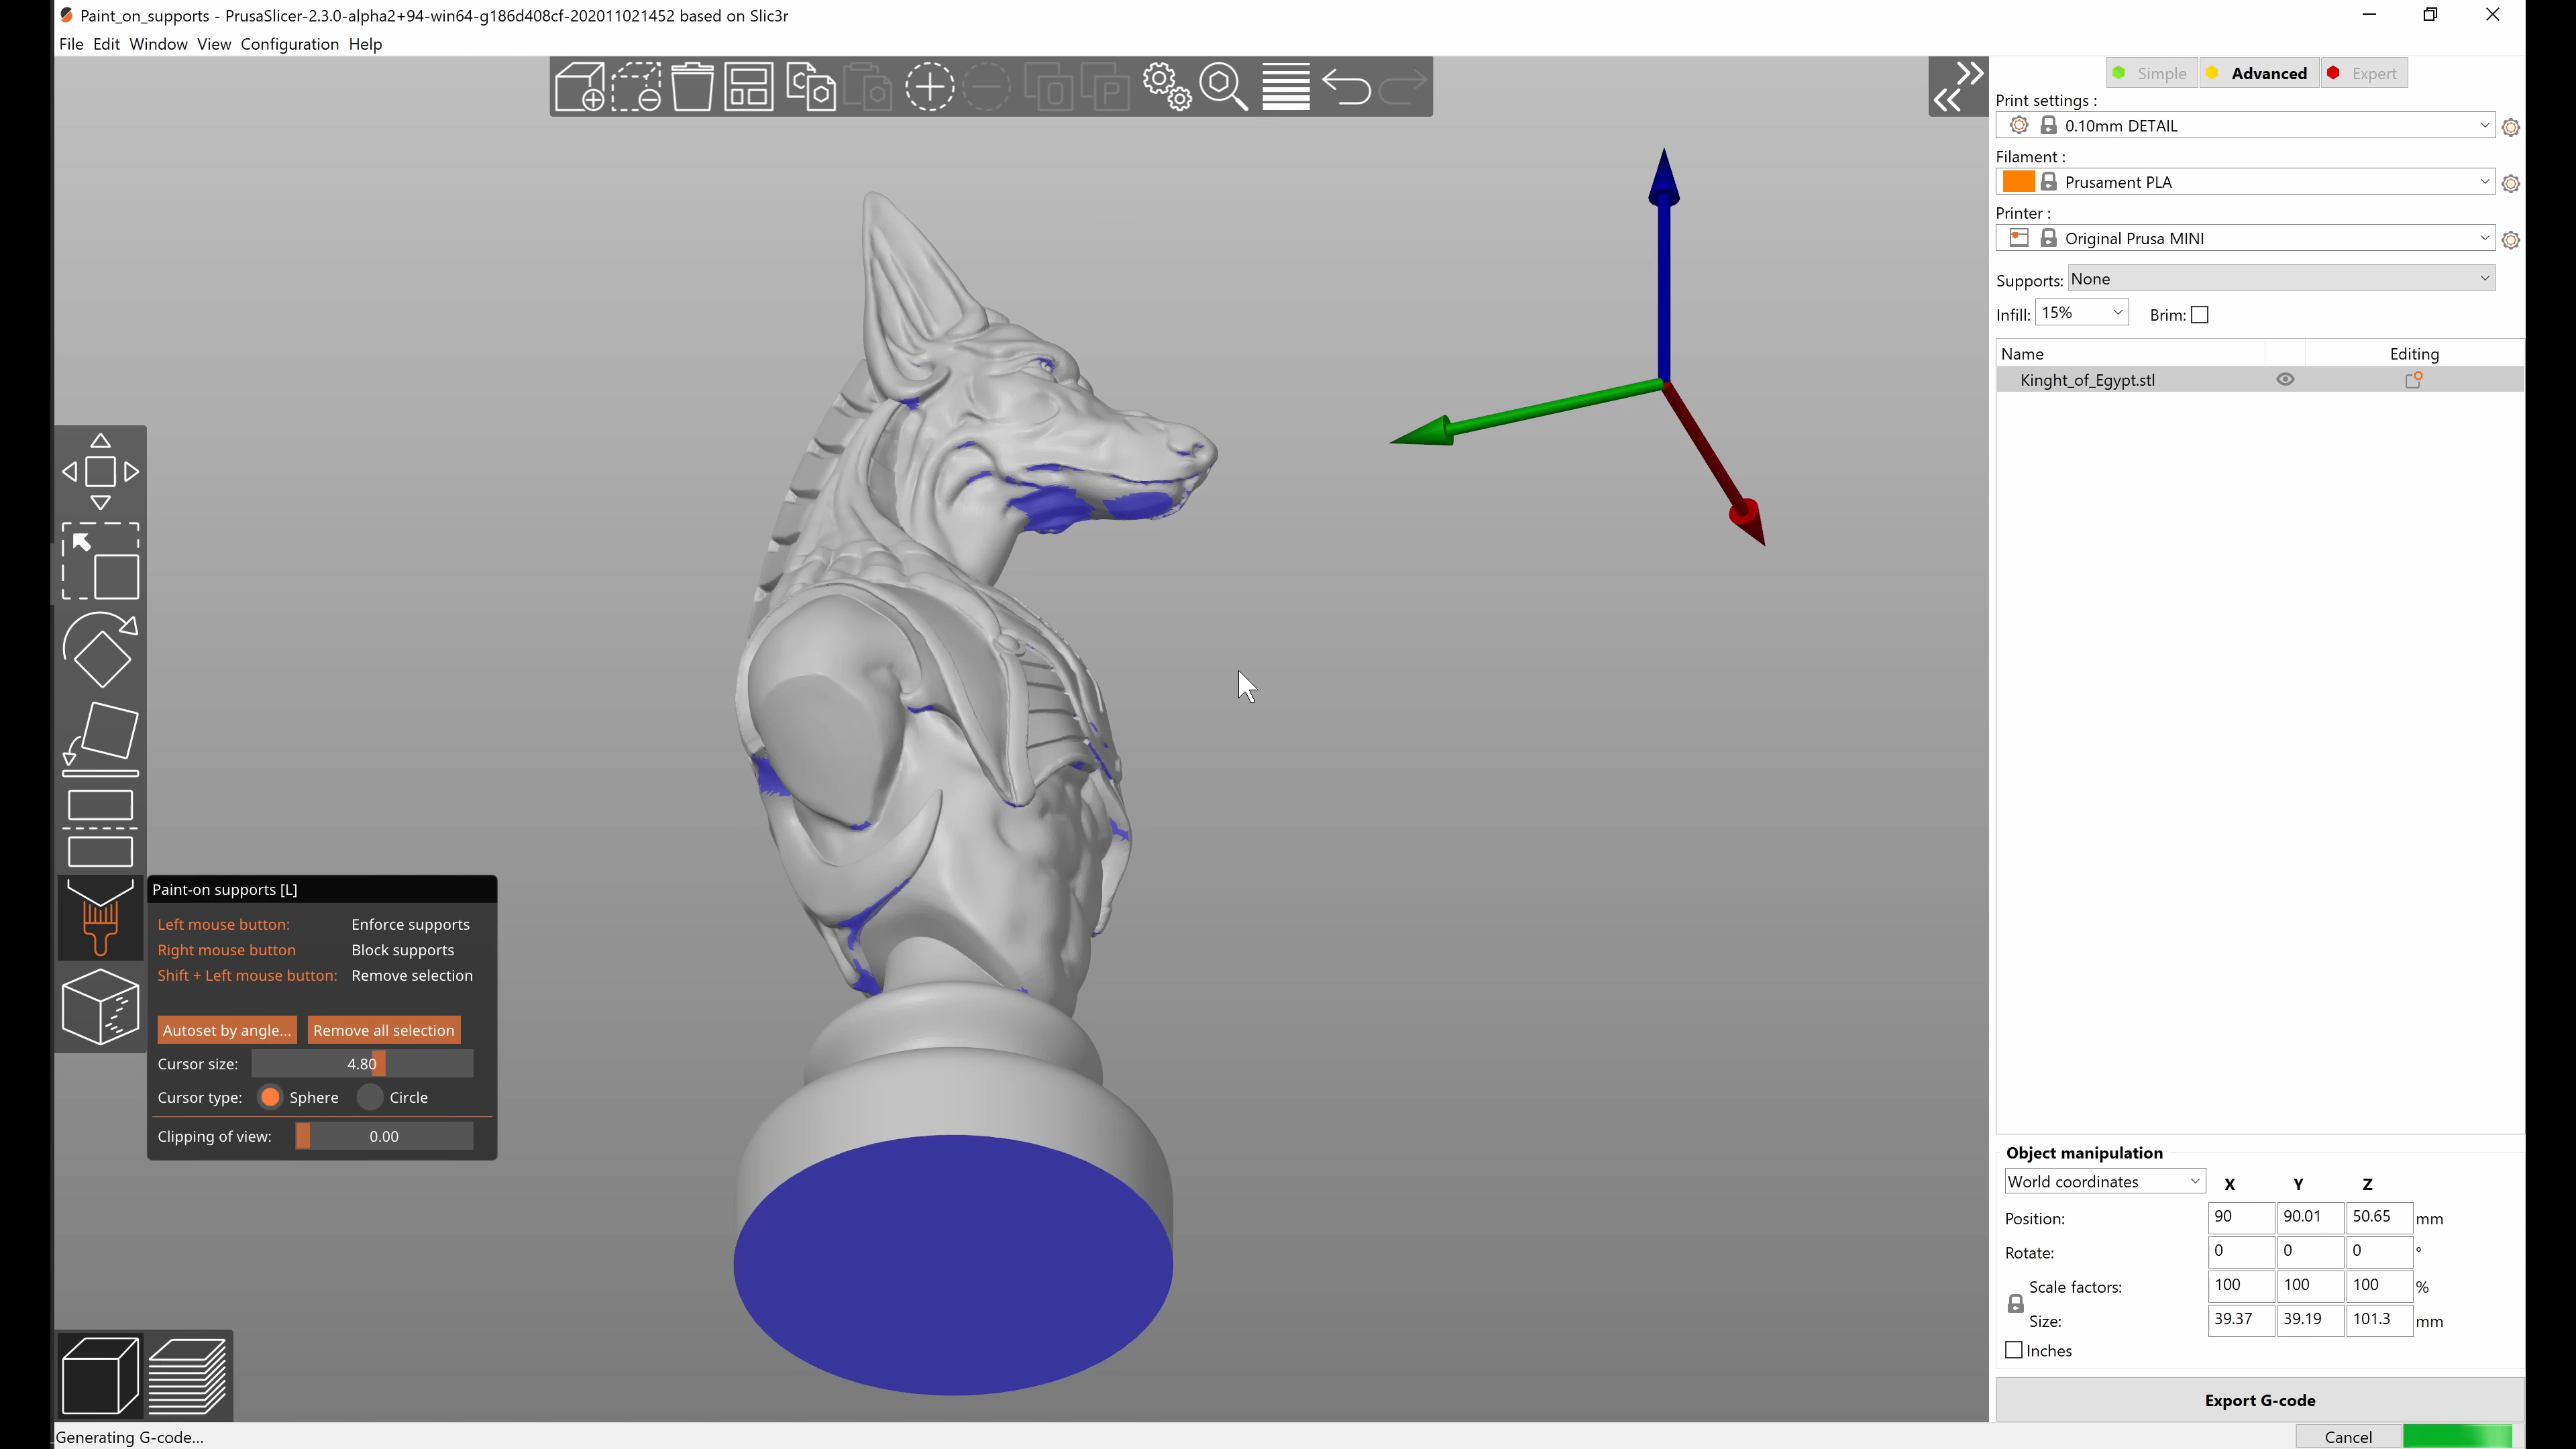 Paint_on_supports - PrusaSlicer-2.3.0-alpha2+94-win64-g186d408cf-202011021452 based on Slic3r
File Edit Window View Configuration Help
Simple Advanced Expert
Print settings :
0.10mm DETAIL
Filament :
Prusament PLA
Printer :
Original Prusa MINI
Supports: None
Infill: 15% Brim:
Name Editing
Kinght_of_Egypt.stl
Paint-on supports [L]
Left mouse button: Enforce supports
Right mouse button Block supports
Shift + Left mouse button: Remove selection
Autoset by angle... Remove all selection
Cursor size: 4.80
Cursor type: Sphere Circle
Clipping of view: 0.00
Object manipulation
World coordinates X Y Z
Position: 90 90.01 50.65 mm
Rotate: 0 0 0 °
Scale factors: 100 100 100 %
Size: 39.37 39.19 101.3 mm
Inches
Export G-code
Generating G-code... Cancel